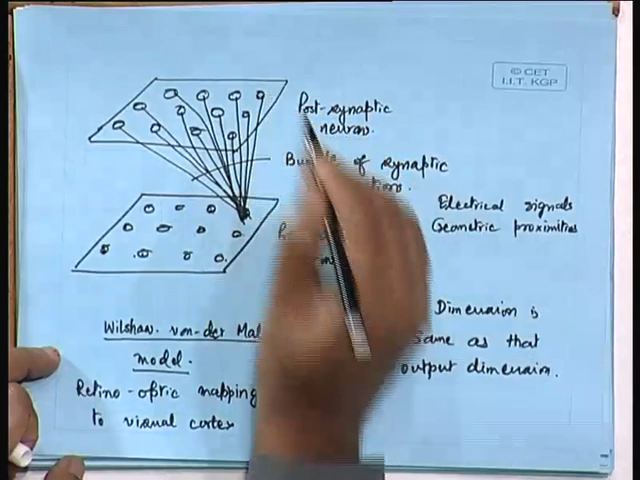 © CET
I.I.T. KGP
Post-synaptic
neuron.
of synaptic
Electrical signals
Geometric proximities
Wilshaw. von-der Mal
model.
Retino-optic mapping
to visual cortex
Dimension is
same as that
output dimension.